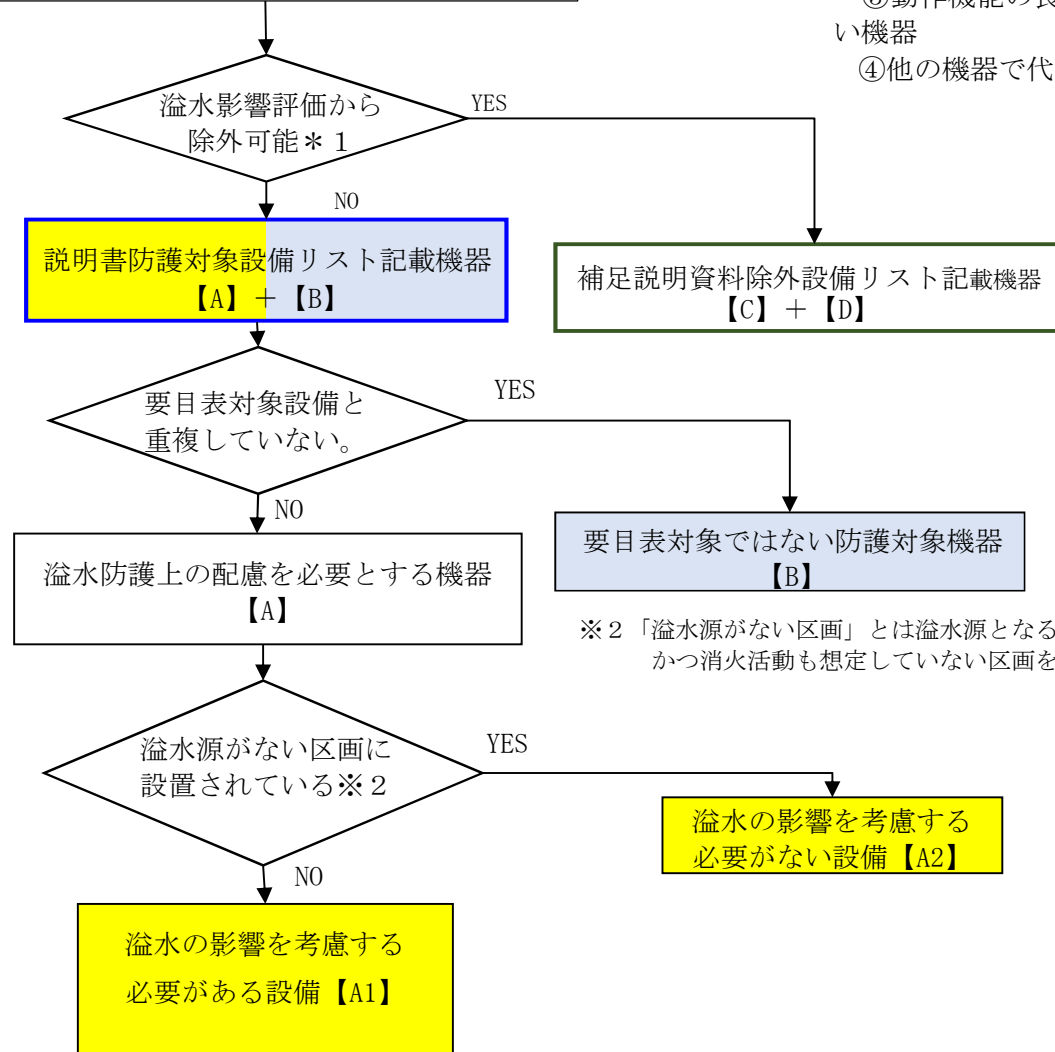 い機器
④他の機器で代
溢水影響評価から
除外可能＊１
YES
NO
説明書防護対象設備リスト記載機器
【A】＋【B】
補足説明資料除外設備リスト記載機器
【C】＋【D】
要目表対象設備と
重複していない。
YES
NO
要目表対象ではない防護対象機器
【B】
溢水防護上の配慮を必要とする機器
【A】
※２「溢水源がない区画」とは溢水源となる
かつ消火活動も想定していない区画を
溢水源がない区画に
設置されている※２
YES
NO
溢水の影響を考慮する
必要がない設備【A2】
溢水の影響を考慮する
必要がある設備【A1】